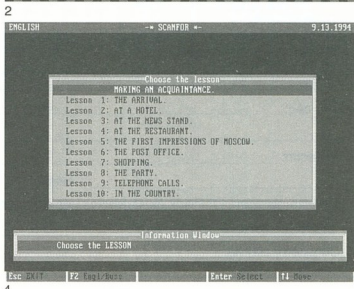 2
ENGLISH -= SCANFOR =- 9.13.1994
Choose the lesson
MAKING AN ACQUAINTANCE.
Lesson 1: THE ARRIVAL.
Lesson 2: AT A HOTEL.
Lesson 3: AT THE NEWS STAND.
Lesson 4: AT THE RESTAURANT.
Lesson 5: THE FIRST IMPRESSIONS OF MOSCOW.
Lesson 6: THE POST OFFICE.
Lesson 7: SHOPPING.
Lesson 8: THE PARTY.
Lesson 9: TELEPHONE CALLS.
Lesson 10: IN THE COUNTRY.
Information Window
Choose the LESSON
Esc EXIT F2 Engl/Russ Enter Select ↑↓ Move
4